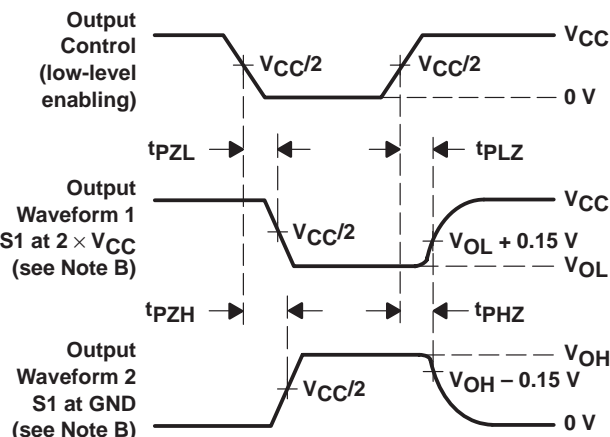 Output
Control
(low-level
enabling)
VCC/2
VCC/2
VCC
0 V
tPZL
tPLZ
Output
Waveform 1
S1 at 2 × VCC
(see Note B)
VCC/2
VCC
VOL + 0.15 V
VOL
tPZH
tPHZ
Output
Waveform 2
S1 at GND
(see Note B)
VCC/2
VOH
VOH − 0.15 V
0 V